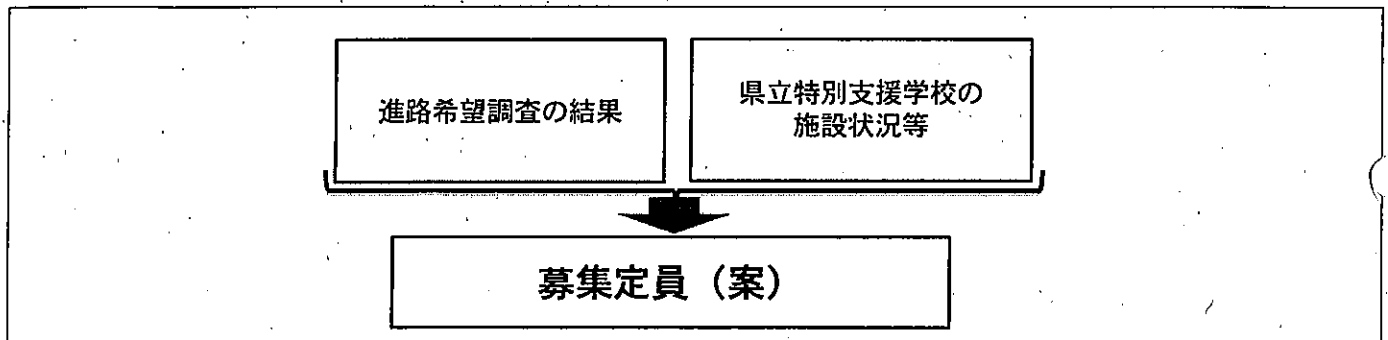 進路希望調査の結果
県立特別支援学校の
施設状況等
募集定員（案）